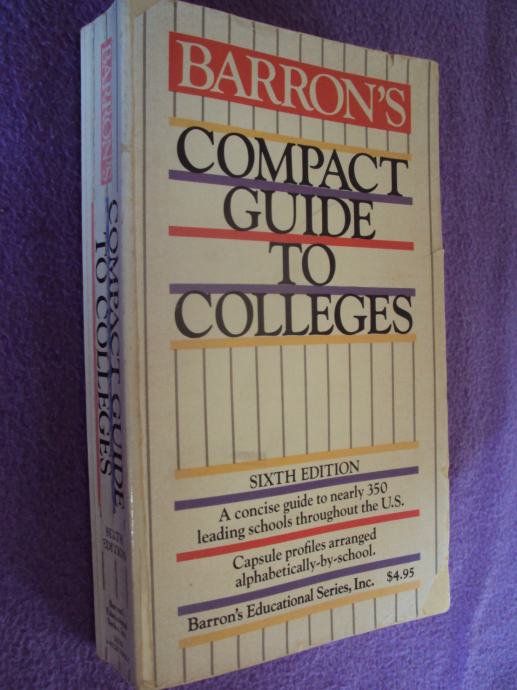 BARRON'S
COMPACT
GUIDE
TO
COLLEGES
SIXTH EDITION
A concise guide to nearly 350
leading schools throughout the U.S.
Capsule profiles arranged
alphabetically-by-school.
Barron's Educational Series, Inc. $4.95
BARRON'S
COMPACT GUIDE
TO COLLEGES
SIXTH
EDITION